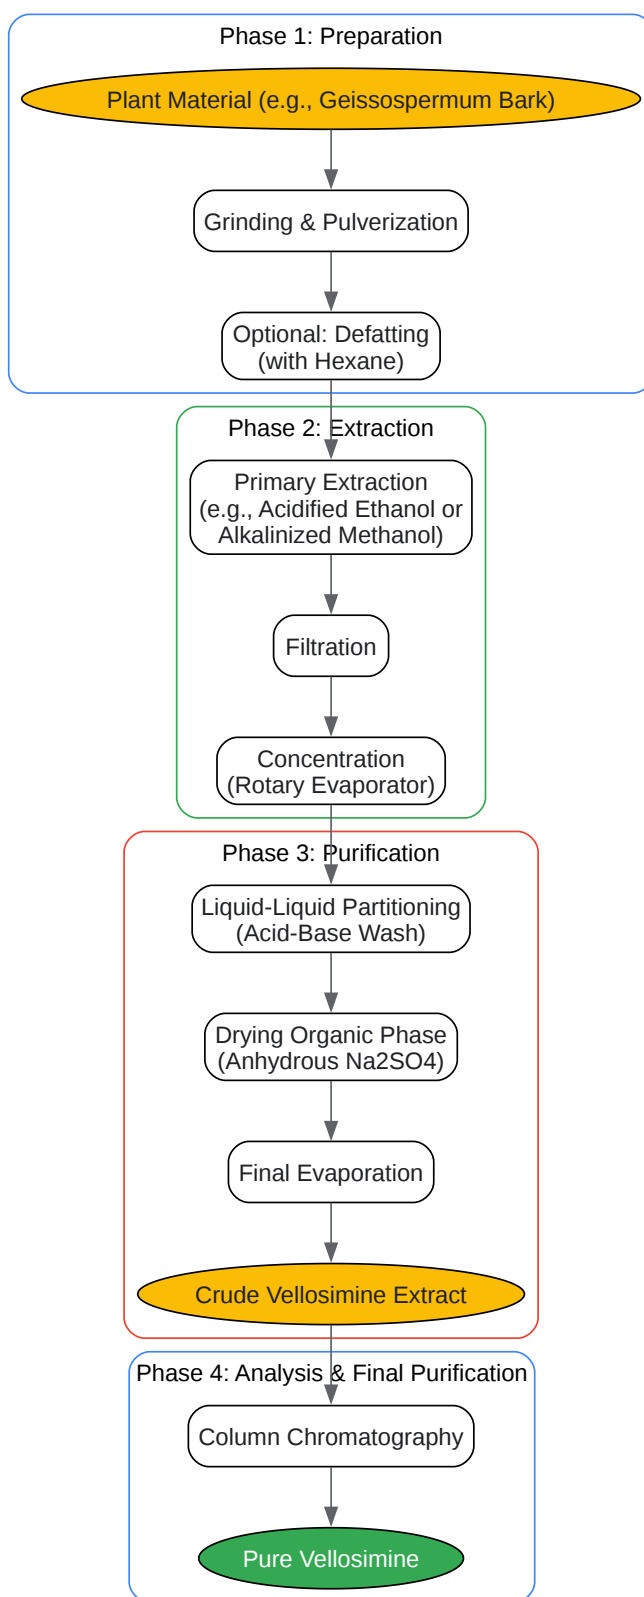 Phase 1: Preparation
Plant Material (e.g., Geissospermum Bark)
Grinding & Pulverization
Optional: Defatting
(with Hexane)
Phase 2: Extraction
Primary Extraction
(e.g., Acidified Ethanol or
Alkalinized Methanol)
Filtration
Concentration
(Rotary Evaporator)
Phase 3: Purification
Liquid-Liquid Partitioning
(Acid-Base Wash)
Drying Organic Phase
(Anhydrous Na2SO4)
Final Evaporation
Crude Vellosimine Extract
Phase 4: Analysis & Final Purification
Column Chromatography
Pure Vellosimine